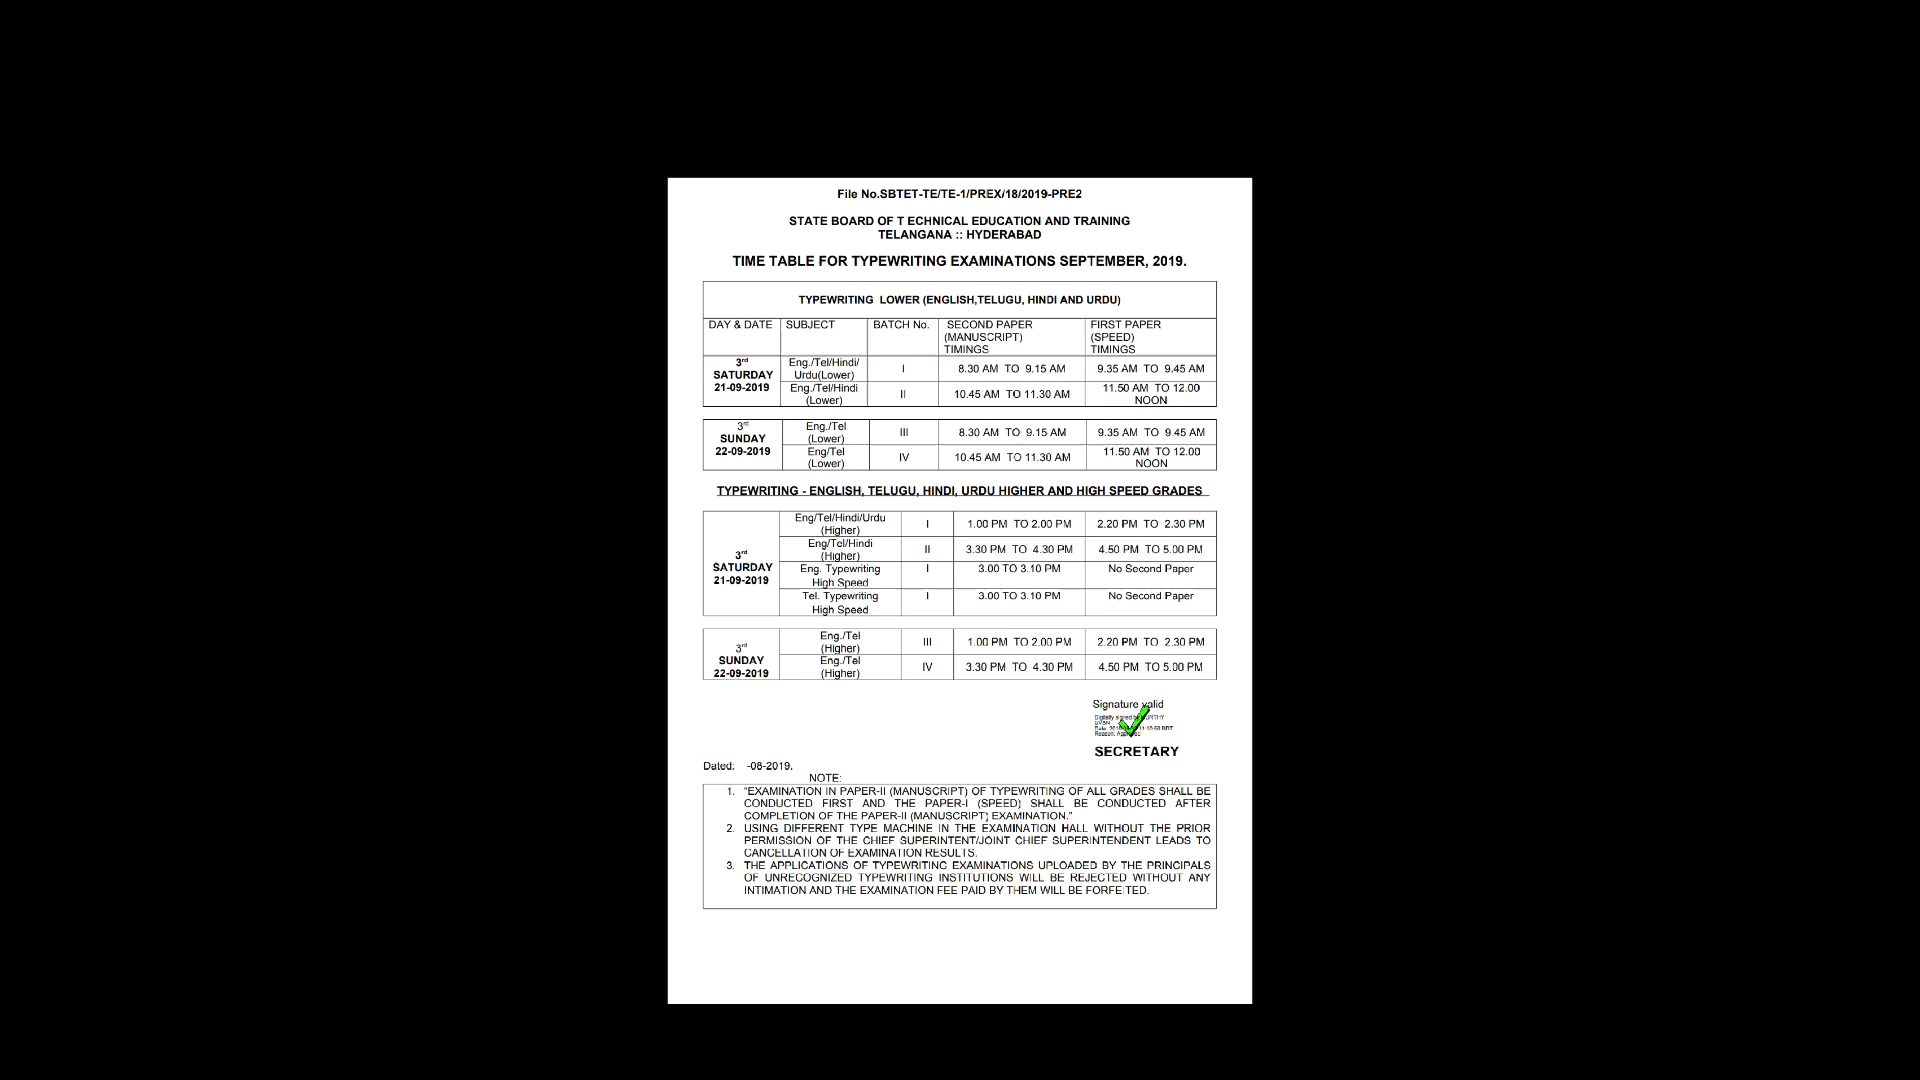 File No.SBTET-TE/TE-1/PREX/18/2019-PRE2
STATE BOARD OF T ECHNICAL EDUCATION AND TRAINING
TELANGANA :: HYDERABAD
TIME TABLE FOR TYPEWRITING EXAMINATIONS SEPTEMBER, 2019.
TYPEWRITING LOWER (ENGLISH,TELUGU, HINDI AND URDU)
DAY & DATE SUBJECT BATCH No. SECOND PAPER (MANUSCRIPT) TIMINGS FIRST PAPER (SPEED) TIMINGS
3rd SATURDAY 21-09-2019 Eng./Tel/Hindi/ Urdu(Lower) I 8.30 AM TO 9.15 AM 9.35 AM TO 9.45 AM
Eng./Tel/Hindi (Lower) II 10.45 AM TO 11.30 AM 11.50 AM TO 12.00 NOON
3rd SUNDAY 22-09-2019 Eng./Tel (Lower) III 8.30 AM TO 9.15 AM 9.35 AM TO 9.45 AM
Eng/Tel (Lower) IV 10.45 AM TO 11.30 AM 11.50 AM TO 12.00 NOON
TYPEWRITING - ENGLISH, TELUGU, HINDI, URDU HIGHER AND HIGH SPEED GRADES
3rd SATURDAY 21-09-2019 Eng/Tel/Hindi/Urdu (Higher) I 1.00 PM TO 2.00 PM 2.20 PM TO 2.30 PM
Eng/Tel/Hindi (Higher) II 3.30 PM TO 4.30 PM 4.50 PM TO 5.00 PM
Eng. Typewriting High Speed I 3.00 TO 3.10 PM No Second Paper
Tel. Typewriting High Speed I 3.00 TO 3.10 PM No Second Paper
3rd SUNDAY 22-09-2019 Eng./Tel (Higher) III 1.00 PM TO 2.00 PM 2.20 PM TO 2.30 PM
Eng./Tel (Higher) IV 3.30 PM TO 4.30 PM 4.50 PM TO 5.00 PM
Signature valid
Digitally signed by
Reason:
SECRETARY
Dated: -08-2019.
NOTE:
1. "EXAMINATION IN PAPER-II (MANUSCRIPT) OF TYPEWRITING OF ALL GRADES SHALL BE
CONDUCTED FIRST AND THE PAPER-I (SPEED) SHALL BE CONDUCTED AFTER
COMPLETION OF THE PAPER-II (MANUSCRIPT) EXAMINATION."
2. USING DIFFERENT TYPE MACHINE IN THE EXAMINATION HALL WITHOUT THE PRIOR
PERMISSION OF THE CHIEF SUPERINTENT/JOINT CHIEF SUPERINTENDENT LEADS TO
CANCELLATION OF EXAMINATION RESULTS.
3. THE APPLICATIONS OF TYPEWRITING EXAMINATIONS UPLOADED BY THE PRINCIPALS
OF UNRECOGNIZED TYPEWRITING INSTITUTIONS WILL BE REJECTED WITHOUT ANY
INTIMATION AND THE EXAMINATION FEE PAID BY THEM WILL BE FORFEITED.